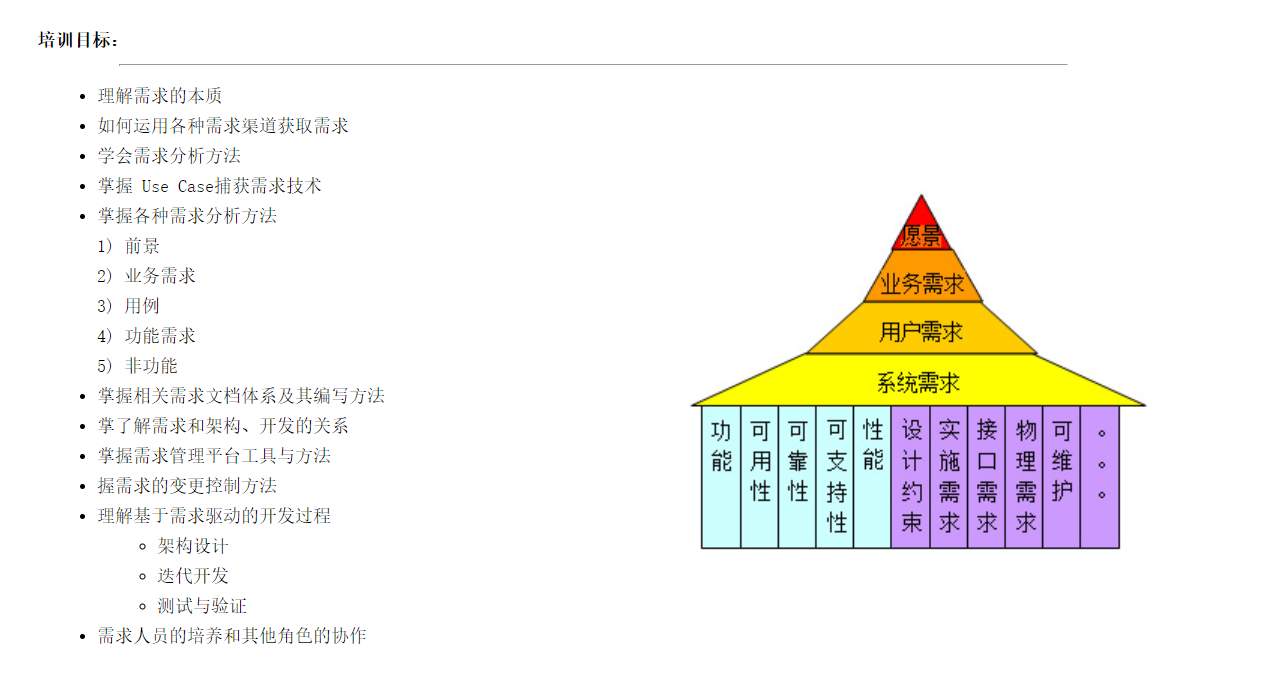 培训目标：
理解需求的本质
如何运用各种需求渠道获取需求
学会需求分析方法
掌握 Use Case捕获需求技术
掌握各种需求分析方法
1) 前景
2) 业务需求
3) 用例
4) 功能需求
5) 非功能
掌握相关需求文档体系及其编写方法
掌了解需求和架构、开发的关系
掌握需求管理平台工具与方法
握需求的变更控制方法
理解基于需求驱动的开发过程
架构设计
迭代开发
测试与验证
需求人员的培养和其他角色的协作
愿景
业务需求
用户需求
系统需求
功能
可用性
可靠性
可支持性
性能
设计约束
实施需求
接口需求
物理需求
可维护
。。。